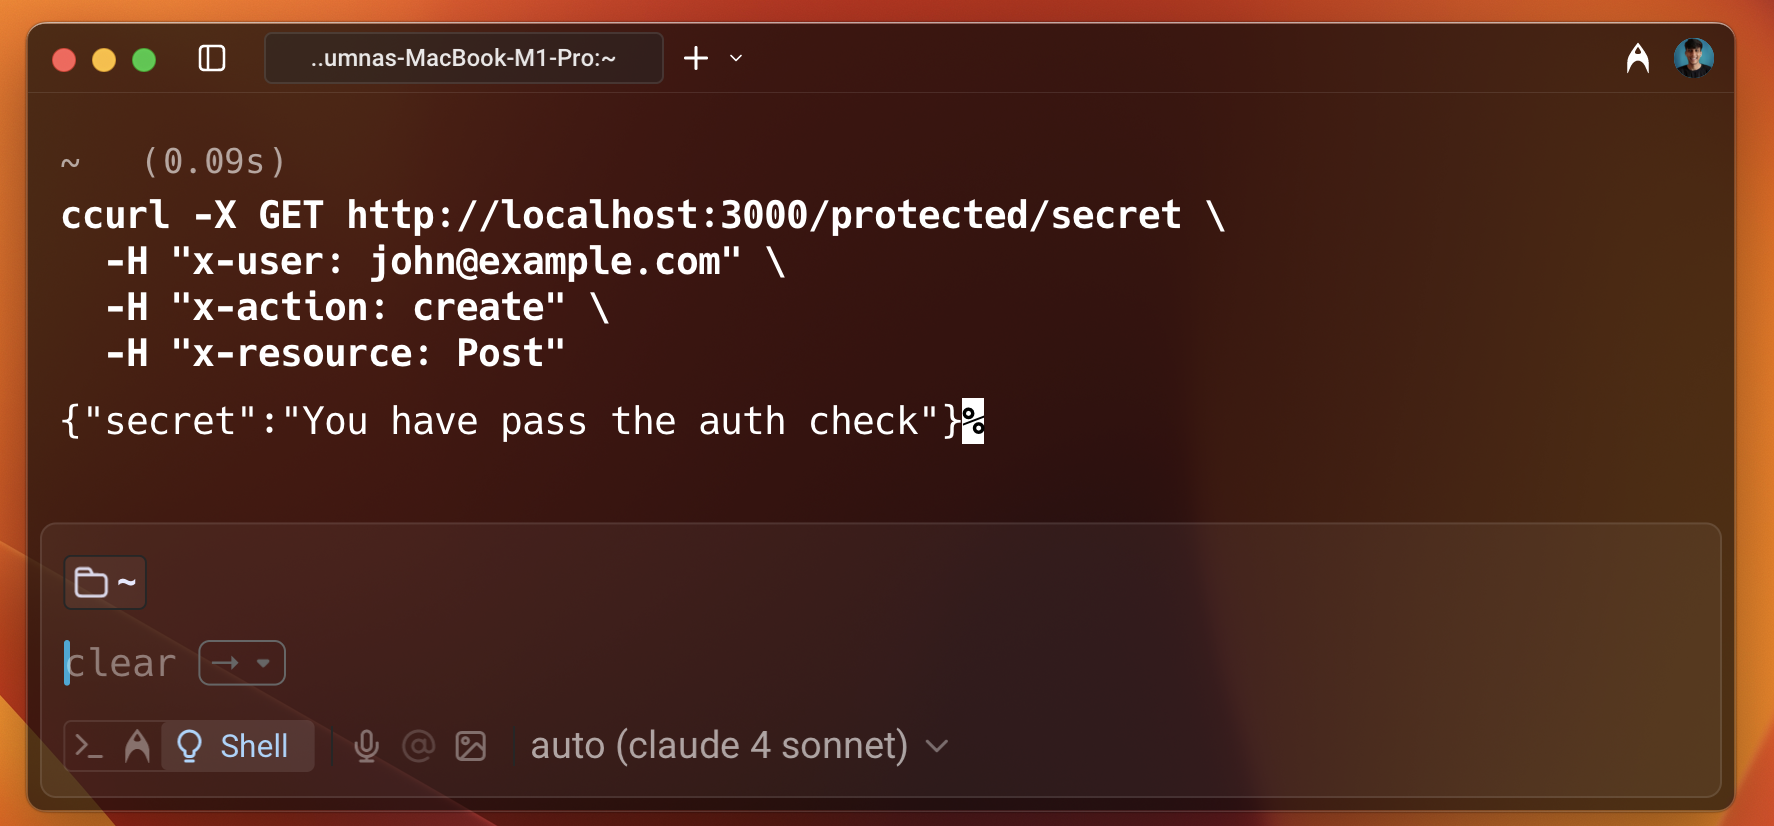 ..umnas-MacBook-M1-Pro:~
~ (0.09s)
ccurl -X GET http://localhost:3000/protected/secret \
-H "x-user: john@example.com" \
-H "x-action: create" \
-H "x-resource: Post"
{"secret":"You have pass the auth check"}%
~
clear
Shell
auto (claude 4 sonnet)